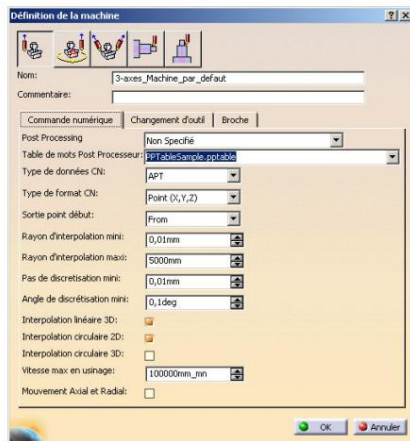 Définition de la machine
Nom: 3-axes_Machine_par_defaut
Commentaire:
Commande numérique Changement d'outil Broche
Post Processing Non Spécifié
Table de mots Post Processeur: PPTableSample.pptable
Type de données CN: APT
Type de format CN: Point (X,Y,Z)
Sortie point début: From
Rayon d'interpolation mini: 0,01mm
Rayon d'interpolation maxi: 5000mm
Pas de discretisation mini: 0,01mm
Angle de discrétisation mini: 0,1deg
Interpolation linéaire 3D:
Interpolation circulaire 2D:
Interpolation circulaire 3D:
Vitesse max en usinage: 100000mm_mn
Mouvement Axial et Radial:
OK Annuler